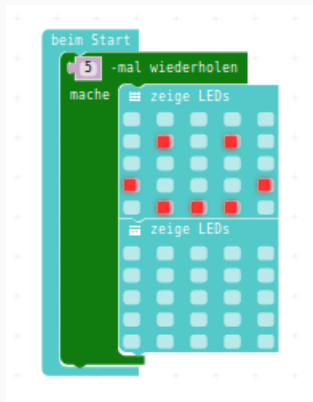 beim Start
5 -mal wiederholen
mache
zeige LEDs
zeige LEDs